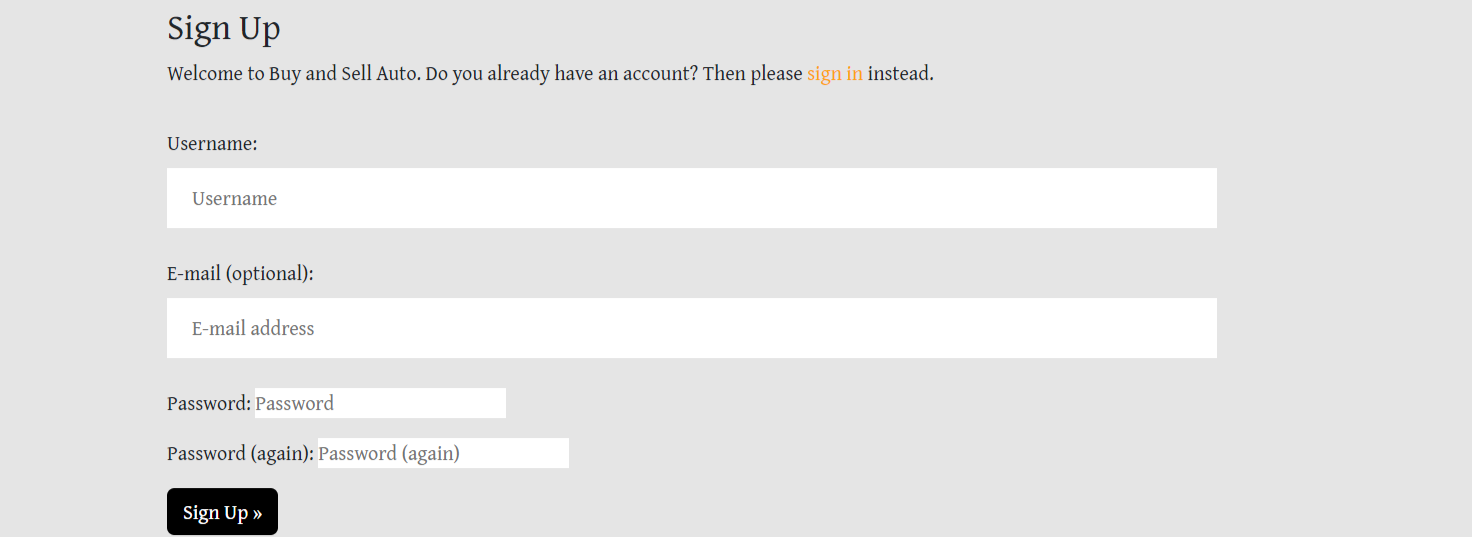 Sign Up
Welcome to Buy and Sell Auto. Do you already have an account? Then please sign in instead.
Username:
Username
E-mail (optional):
E-mail address
Password: Password
Password (again): Password (again)
Sign Up »